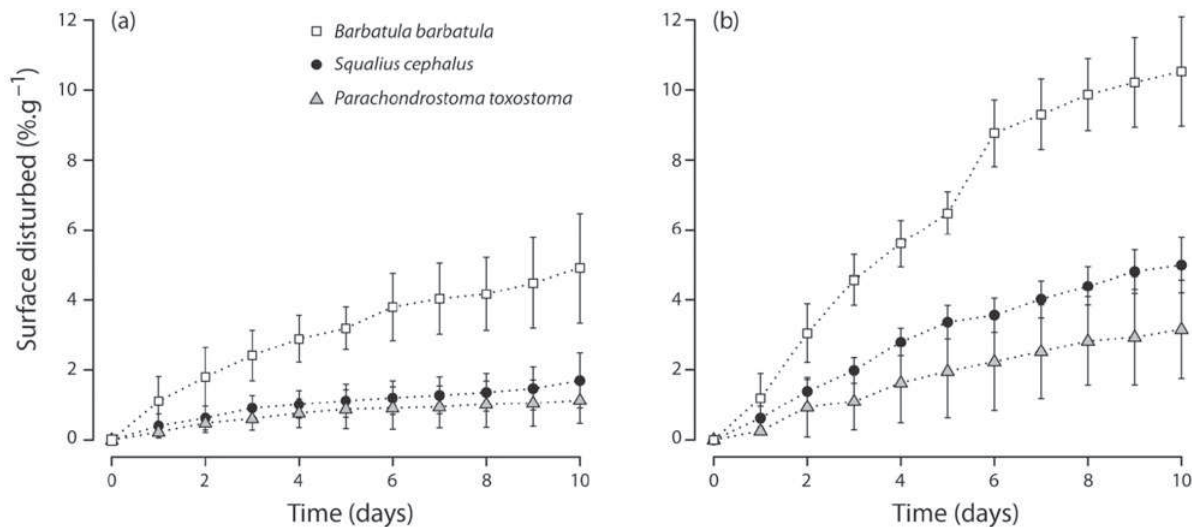 (a)
Barbatula barbatula
Squalius cephalus
Parachondrostoma toxostoma
Surface disturbed (%.g⁻¹)
12
10
8
6
4
2
0
0 2 4 6 8 10
Time (days)
(b)
12
10
8
6
4
2
0
0 2 4 6 8 10
Time (days)